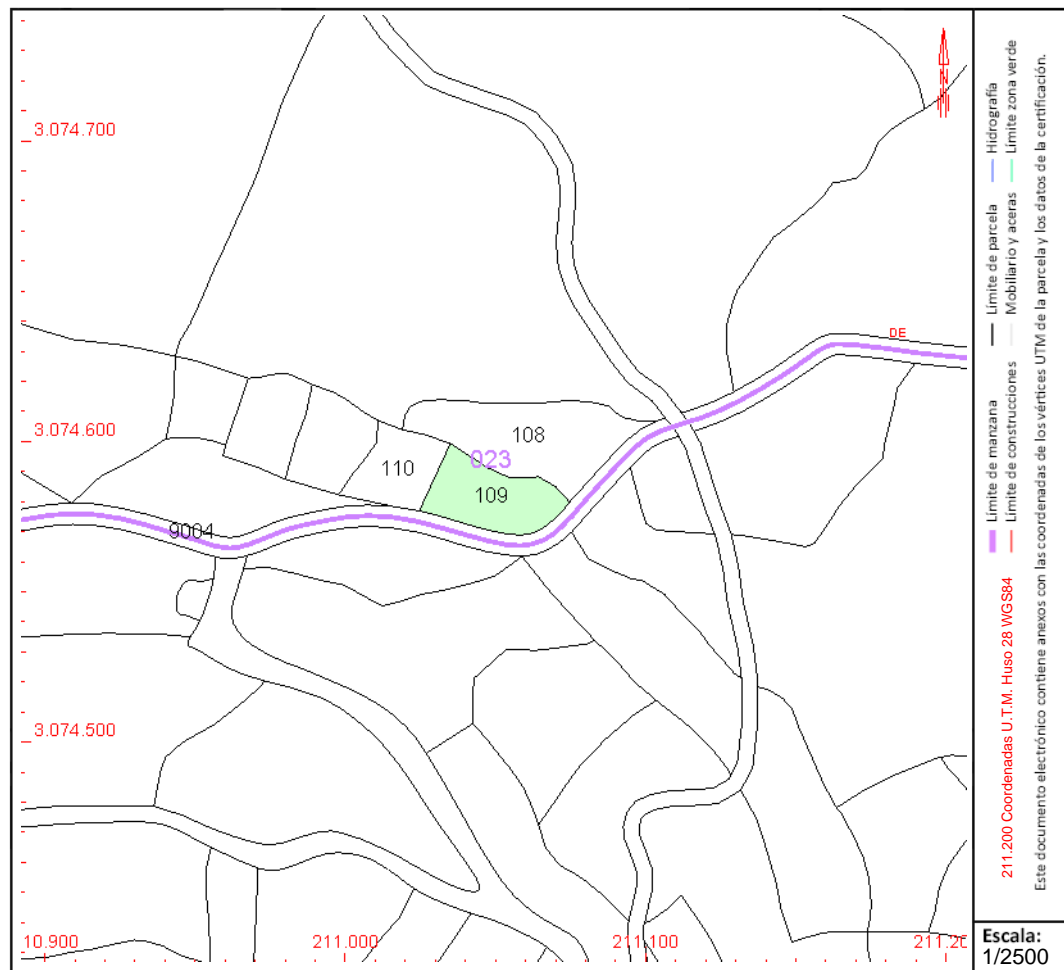 3.074.700
DE
3.074.600
108
023
110
109
9004
3.074.500
10.900
211.000
211.100
211.20
N
Límite de manzana
Límite de parcela
Hidrografía
Límite de construcciones
Mobiliario y aceras
Límite zona verde
211.200 Coordenadas U.T.M. Huso 28 WGS84
Este documento electrónico contiene anexos con las coordenadas de los vértices UTM de la parcela y los datos de la certificación.
Escala:
1/2500